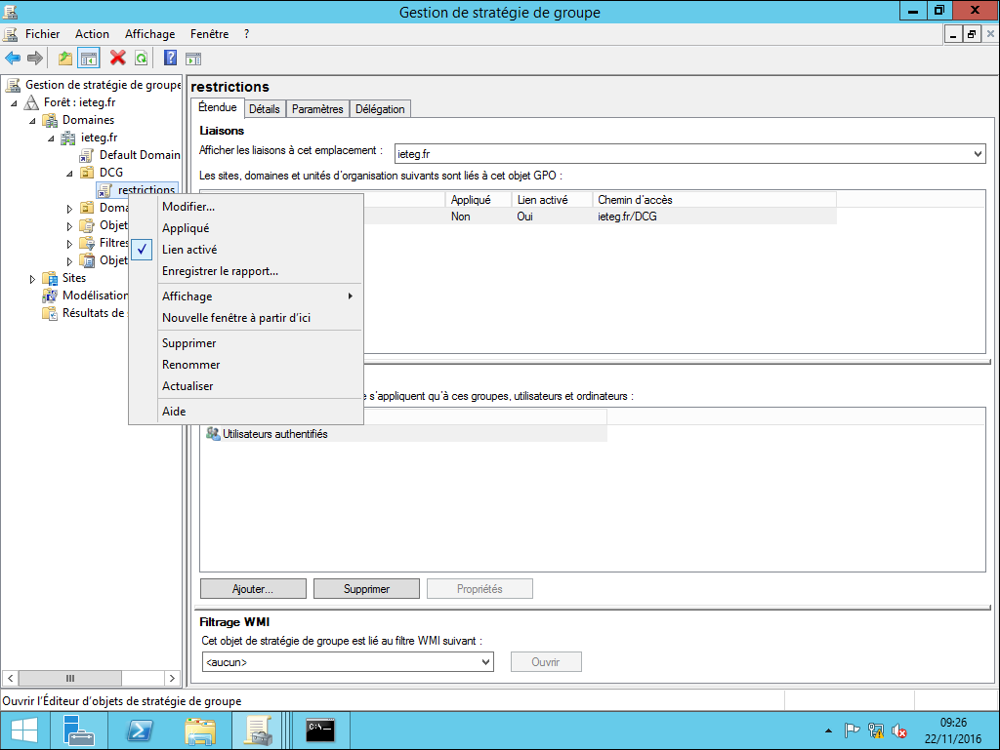 Gestion de stratégie de groupe
Fichier Action Affichage Fenêtre ?
Gestion de stratégie de groupe
Forêt : ieteg.fr
Domaines
ieteg.fr
Default Domain
DCG
restrictions
Doma
Objet
Filtres
Objet
Sites
Modélisation
Résultats de
Modifier...
Appliqué
Lien activé
Enregistrer le rapport...
Affichage
Nouvelle fenêtre à partir d'ici
Supprimer
Renommer
Actualiser
Aide
restrictions
Étendue Détails Paramètres Délégation
Liaisons
Afficher les liaisons à cet emplacement : ieteg.fr
Les sites, domaines et unités d'organisation suivants sont liés à cet objet GPO :
Appliqué Lien activé Chemin d'accès
Non Oui ieteg.fr/DCG
s'appliquent qu'à ces groupes, utilisateurs et ordinateurs :
Utilisateurs authentifiés
Ajouter... Supprimer Propriétés
Filtrage WMI
Cet objet de stratégie de groupe est lié au filtre WMI suivant :
<aucun> Ouvrir
Ouvrir l'Éditeur d'objets de stratégie de groupe
C:\.
09:26
22/11/2016